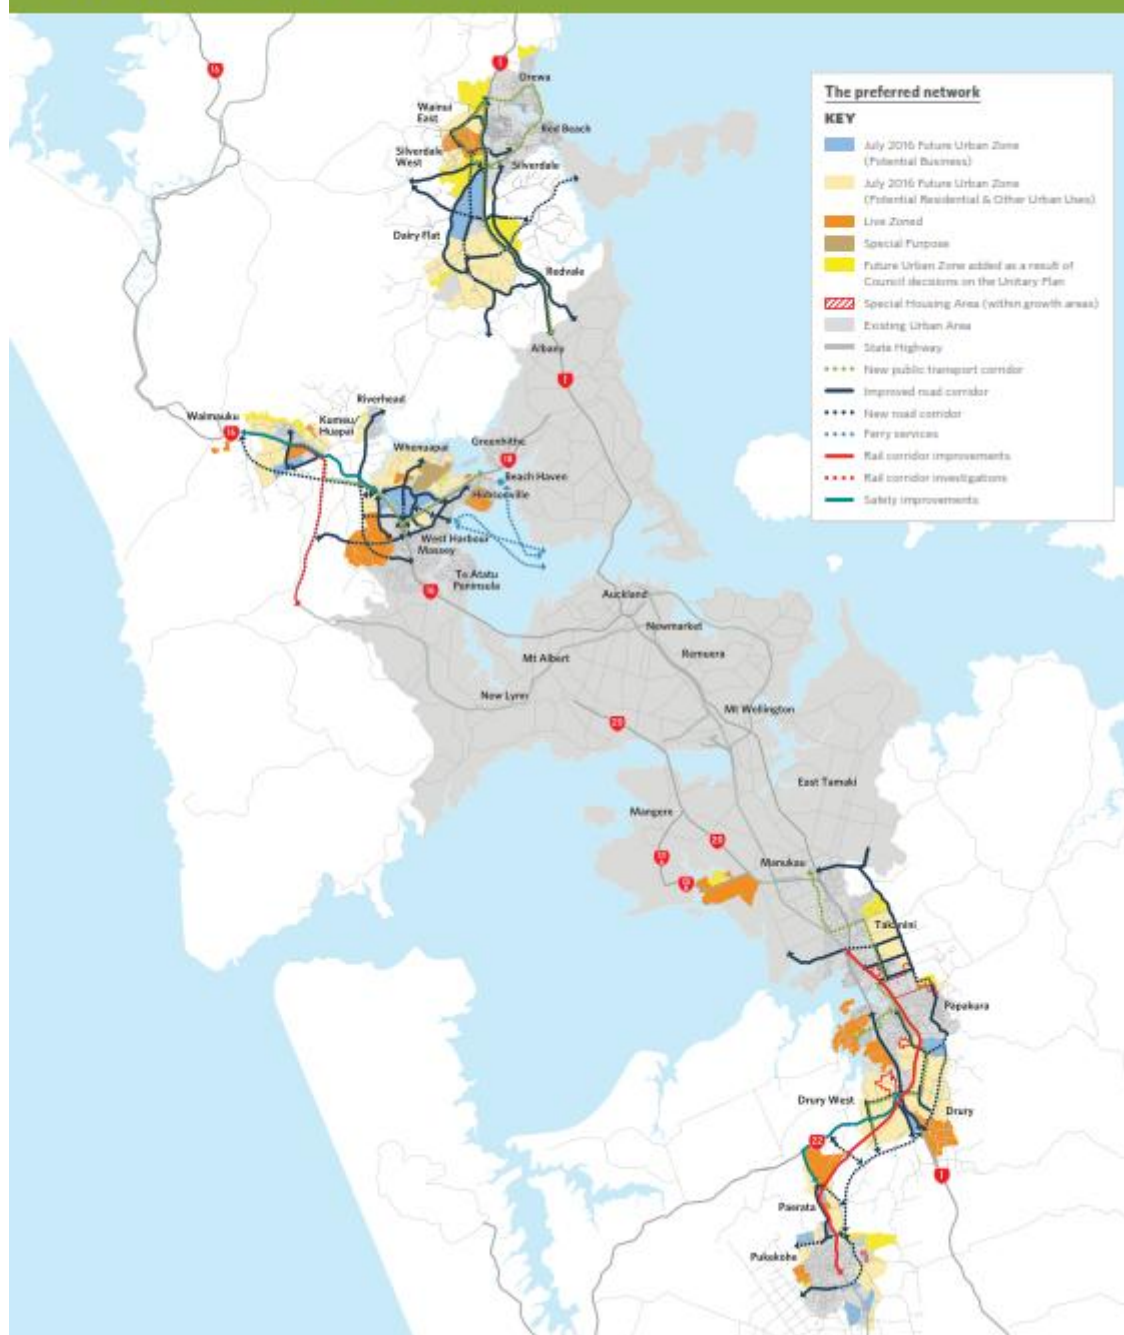 The preferred network
KEY
July 2016 Future Urban Zone
(Potential Business)
July 2016 Future Urban Zone
(Potential Residential & Other Urban Uses)
Live Zoned
Special Purpose
Future Urban Zone added as a result of
Council decisions on the Unitary Plan
Special Housing Area (within growth areas)
Existing Urban Area
State Highway
New public transport corridor
Improved road corridor
New road corridor
Ferry services
Rail corridor improvements
Rail corridor investigations
Safety improvements
16
1
Orewa
Wainui
East
Red Beach
Silverdale
West
Silverdale
Dairy Flat
Redvale
Albany
1
Riverhead
Waimauku
Kumeu
Huapai
16
Whenuapai
Greenhithe
18
Beach Haven
Hobsonville
West Harbour
Massey
Te Atatu
Peninsula
16
Auckland
Newmarket
Mt Albert
Remuera
New Lynn
Mt Wellington
20
East Tamaki
Mangere
20
Manukau
Takanini
Papakura
Drury West
Drury
22
1
Paerata
Pukekohe